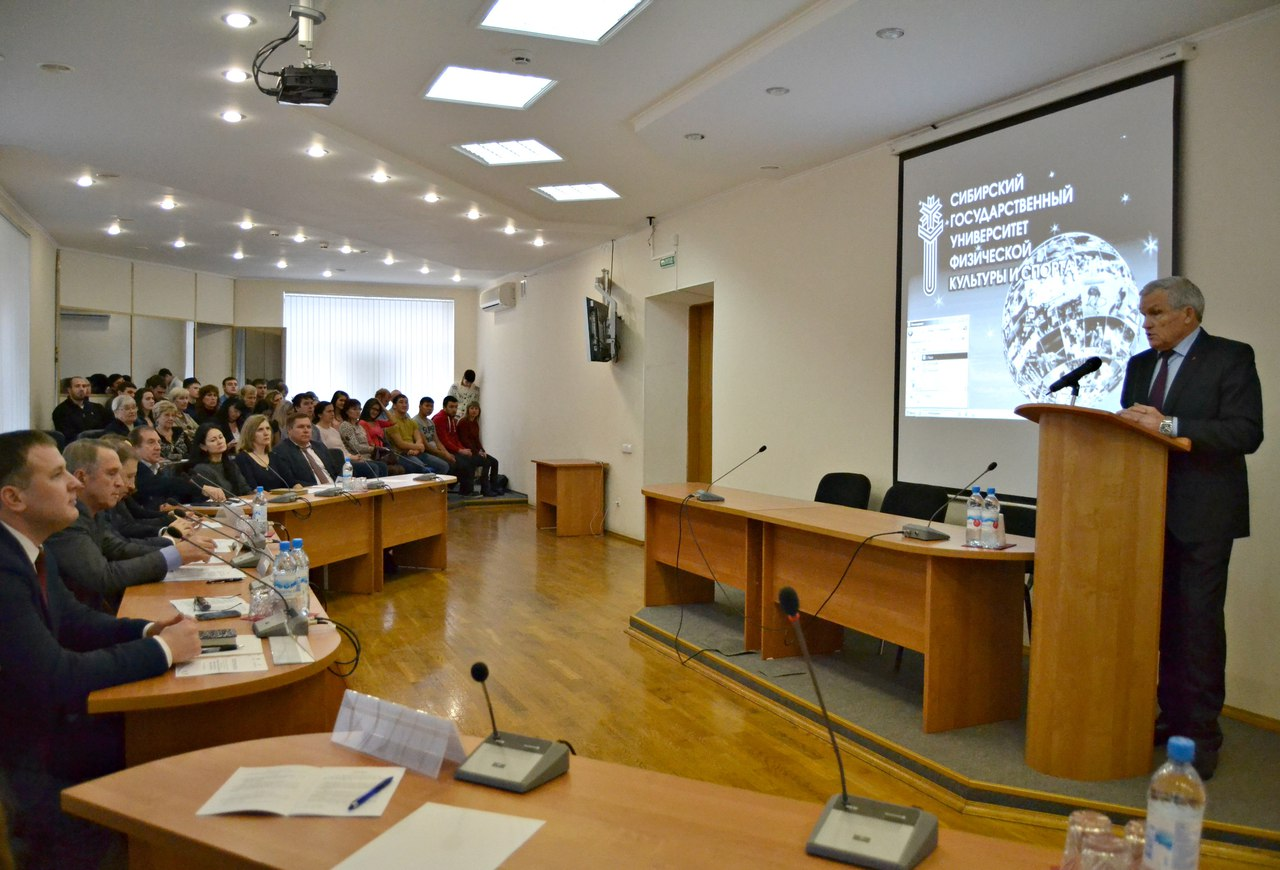 СИБИРСКИЙ
ГОСУДАРСТВЕННЫЙ
УНИВЕРСИТЕТ
ФИЗИЧЕСКОЙ
КУЛЬТУРЫ И СПОРТА